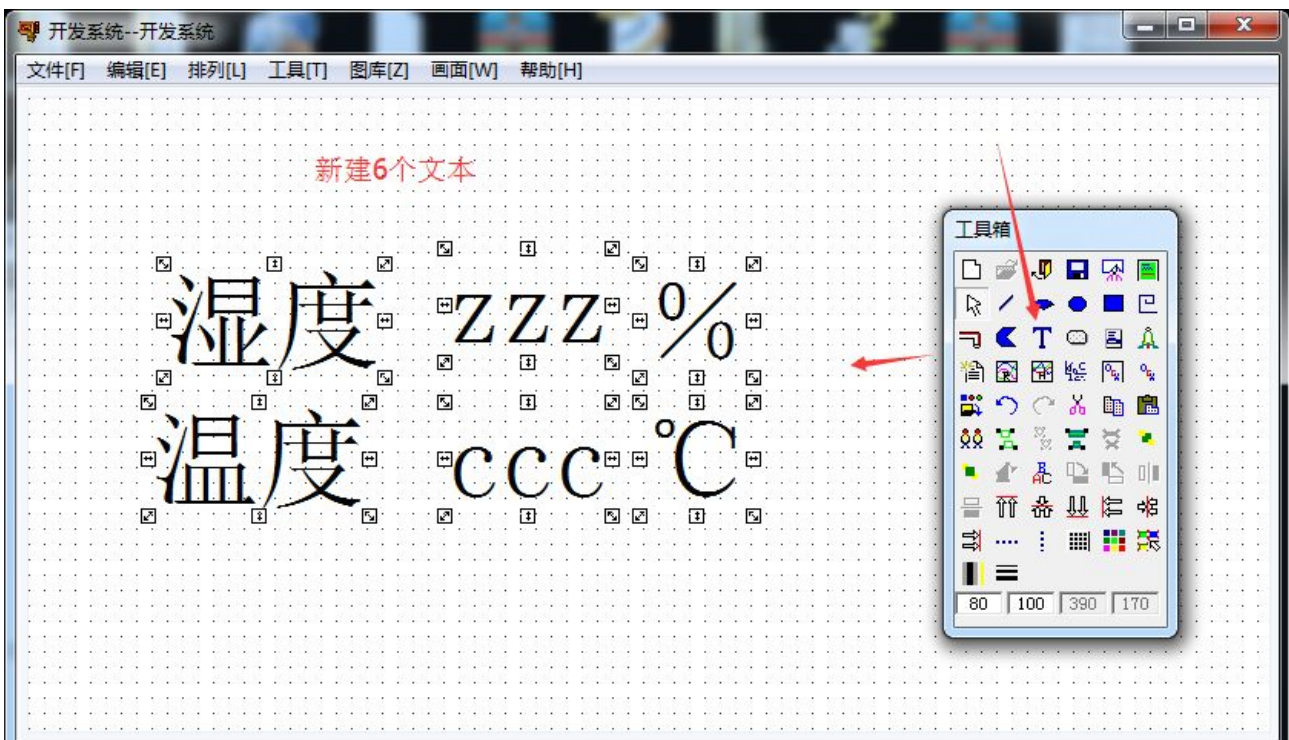 开发系统--开发系统
文件[F] 编辑[E] 排列[L] 工具[T] 图库[Z] 画面[W] 帮助[H]
新建6个文本
湿度 zzz %
温度 ccc ℃
工具箱
T
80 100 390 170